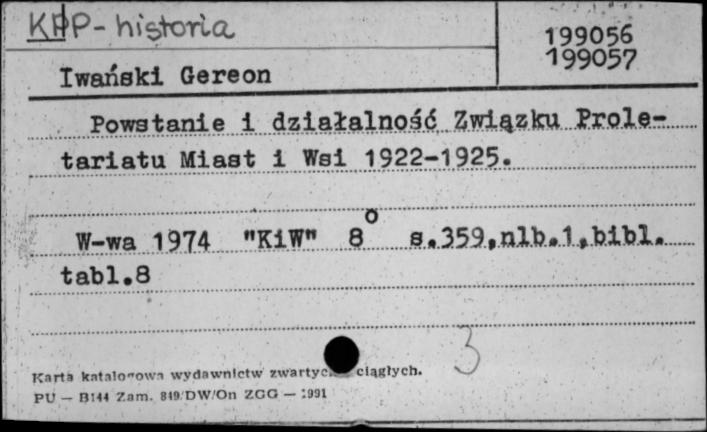 KPP - historia
199056
199057
Iwański Gereon
Powstanie i działalność Związku Prole-
tariatu Miast i Wsi 1922-1925.
W-wa 1974 "KiW" 8° s.359,nlb.1,bibl.
tabl.8
3
Karta katalogowa wydawnictw zwartyc ciągłych.
PU — B144 Zam. 819/DW/On ZGG — 1991